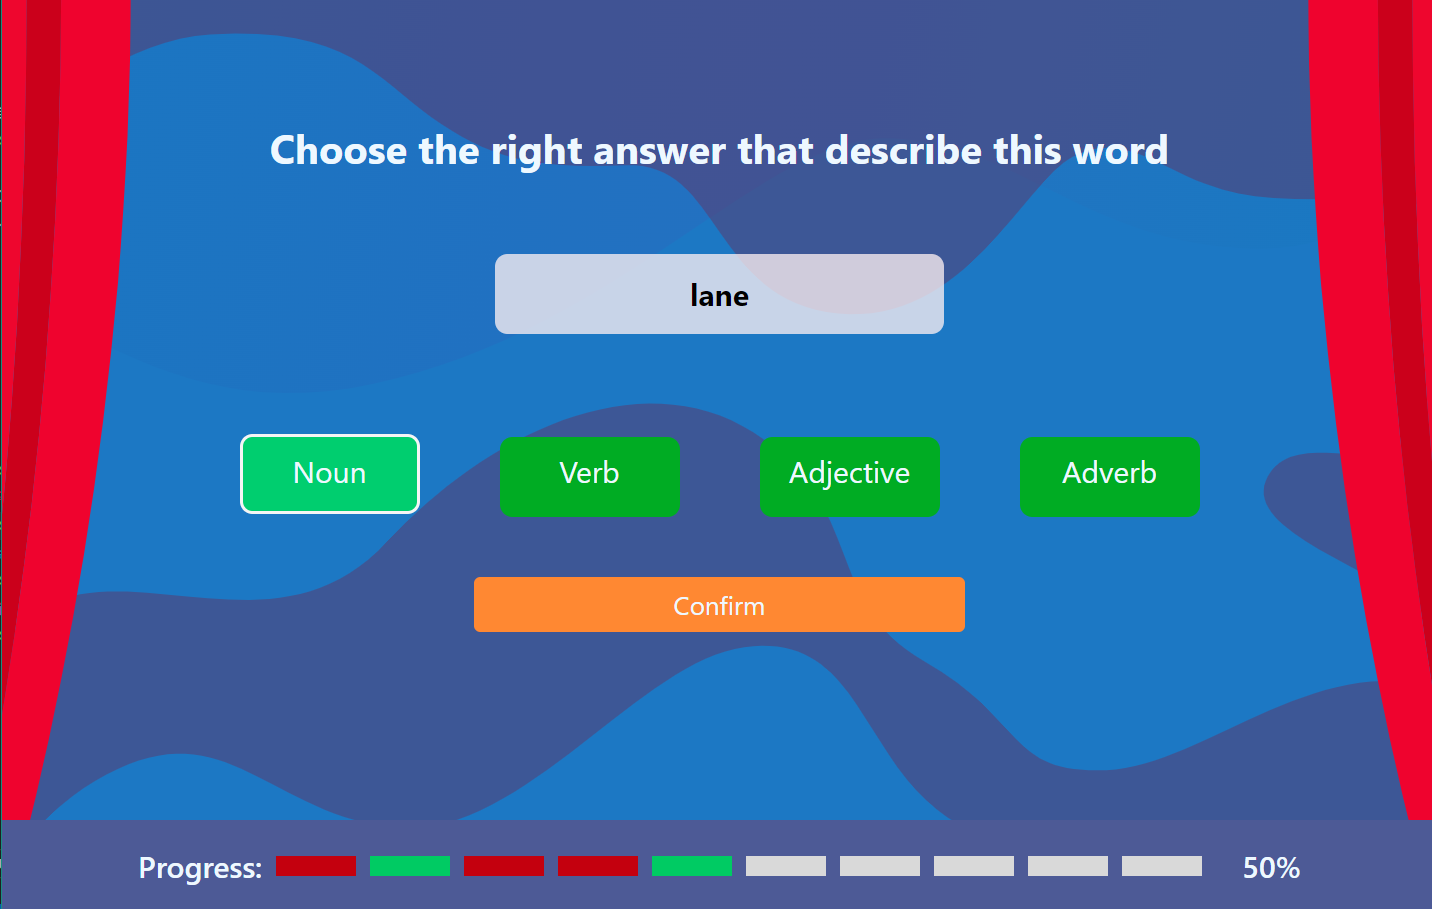 Choose the right answer that describe this word
lane
Noun Verb Adjective Adverb
Confirm
Progress: 50%